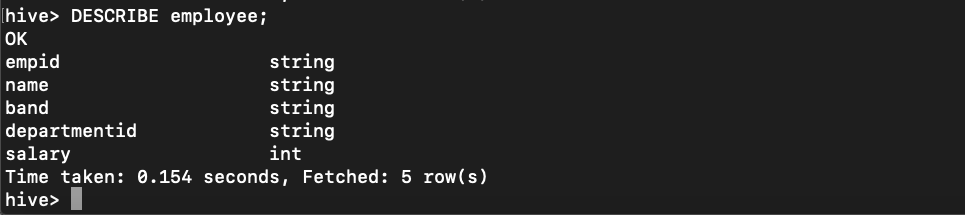 hive> DESCRIBE employee;
OK
empid string
name string
band string
departmentid string
salary int
Time taken: 0.154 seconds, Fetched: 5 row(s)
hive>